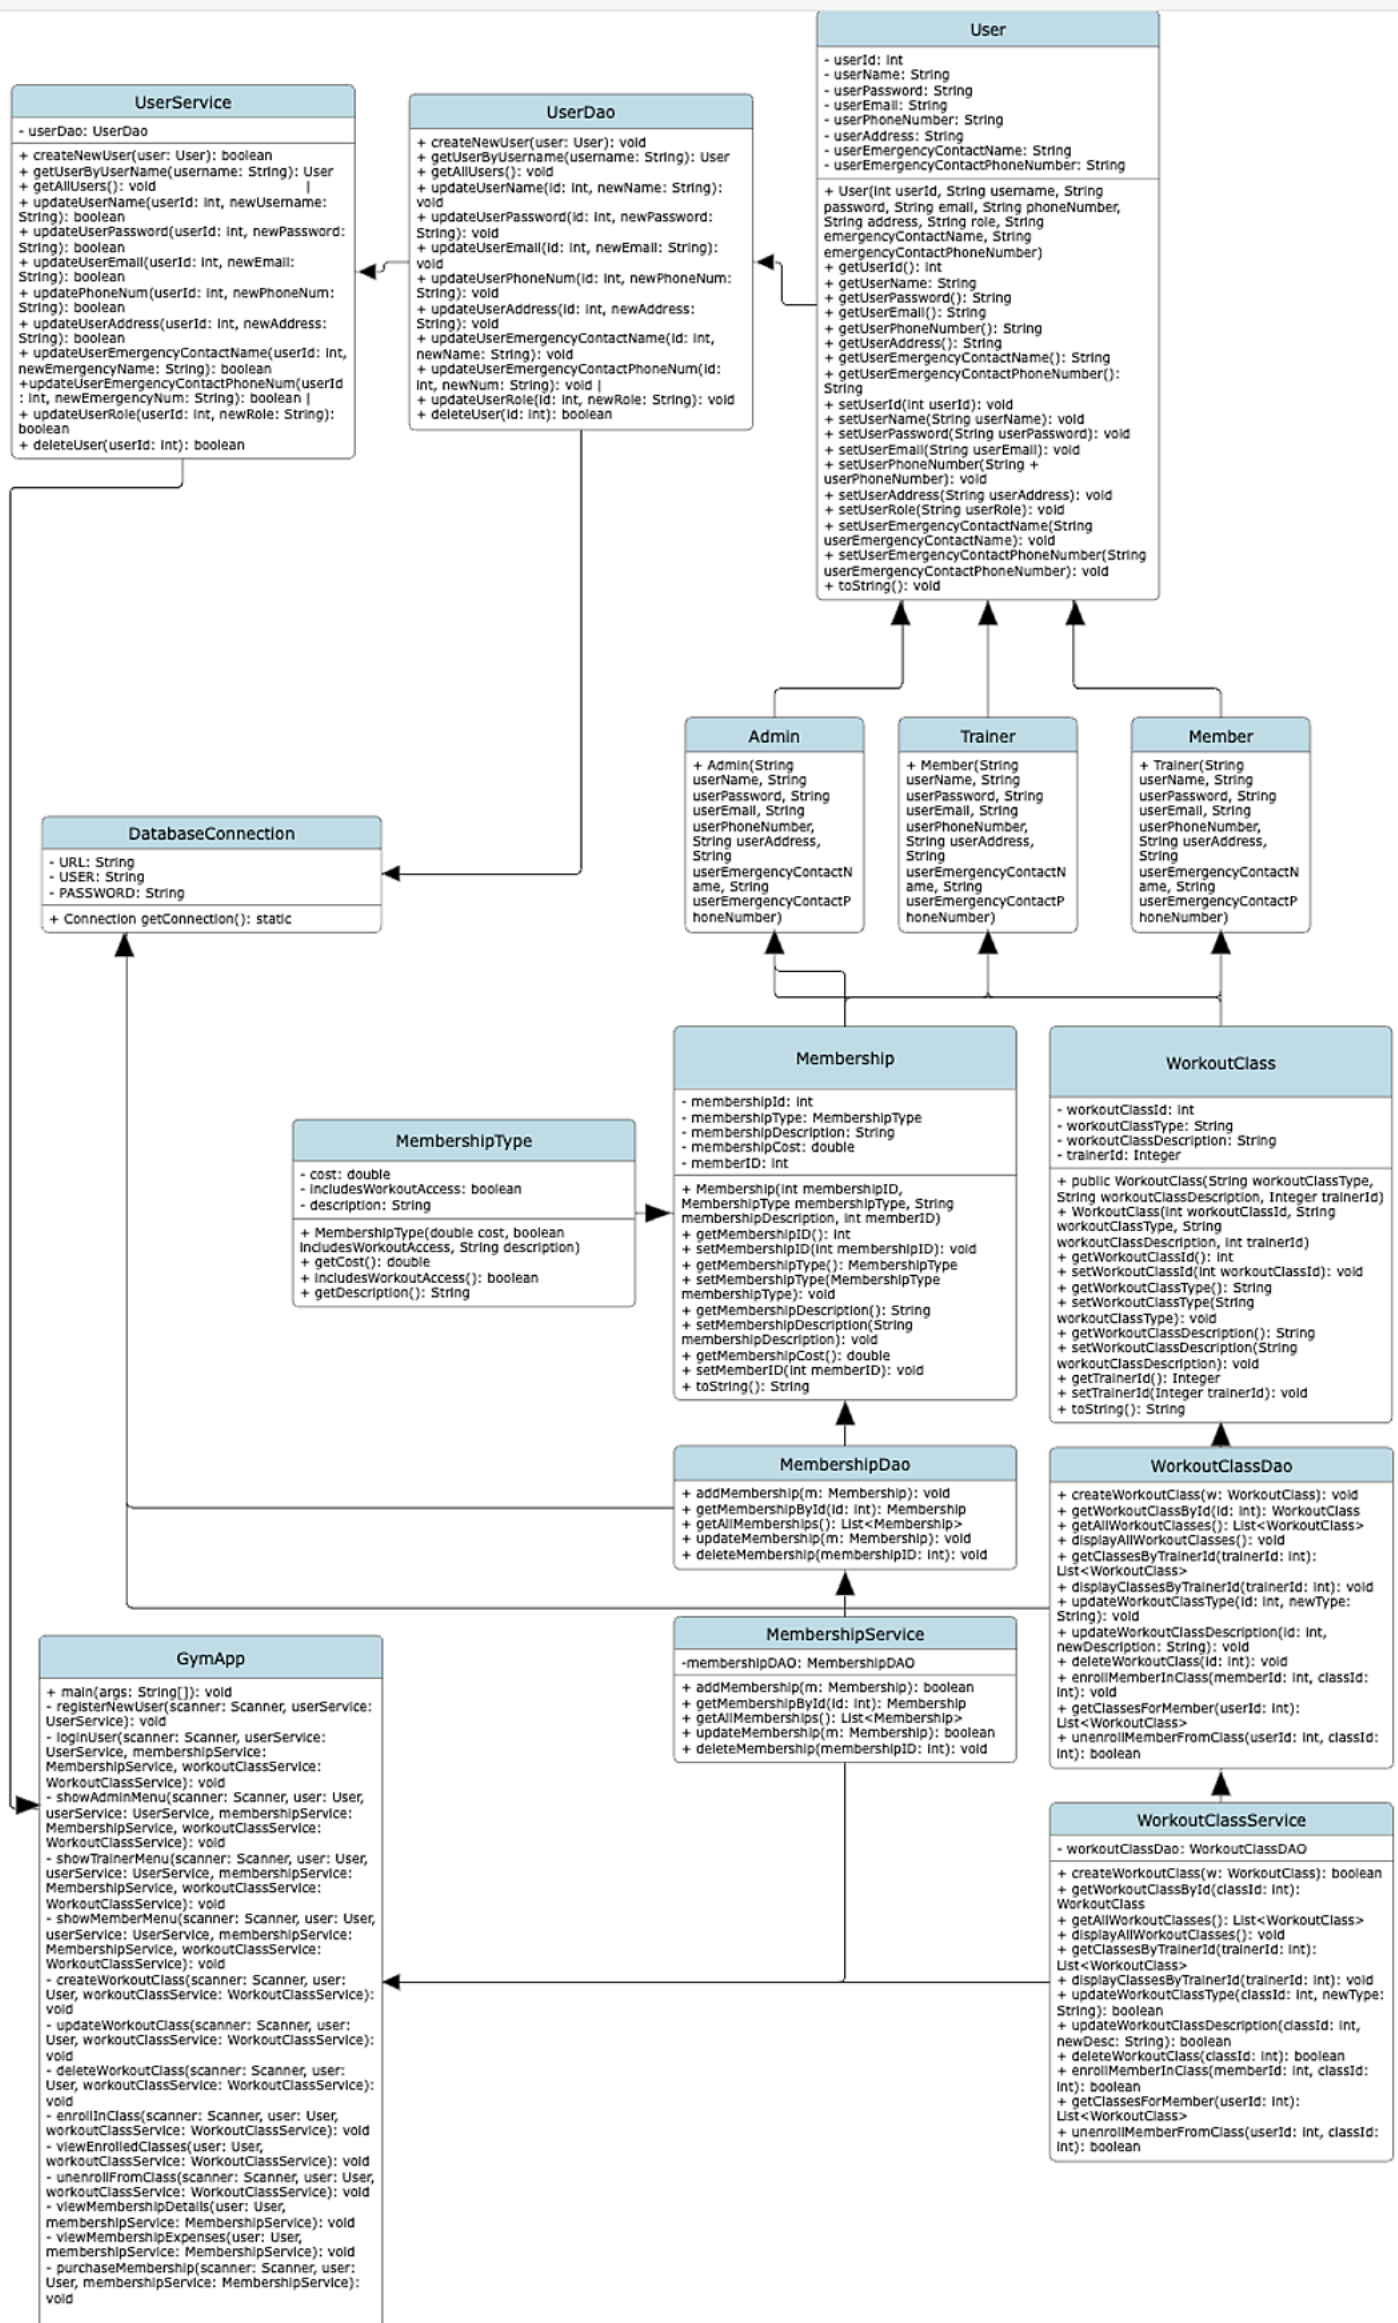 User
- userId: int
- userName: String
- userPassword: String
- userEmail: String
- userPhoneNumber: String
- userAddress: String
- userEmergencyContactName: String
- userEmergencyContactPhoneNumber: String
+ User(int userId, String username, String
password, String email, String phoneNumber,
String address, String role, String
emergencyContactName, String
emergencyContactPhoneNumber)
+ getUserId(): int
+ getUserName: String
+ getUserPassword(): String
+ getUserEmail(): String
+ getUserPhoneNumber(): String
+ getUserAddress(): String
+ getUserEmergencyContactName(): String
+ getUserEmergencyContactPhoneNumber():
String
+ setUserId(int userId): void
+ setUserName(String userName): void
+ setUserPassword(String userPassword): void
+ setUserEmail(String userEmail): void
+ setUserPhoneNumber(String +
userPhoneNumber): void
+ setUserAddress(String userAddress): void
+ setUserRole(String userRole): void
+ setUserEmergencyContactName(String
userEmergencyContactName): void
+ setUserEmergencyContactPhoneNumber(String
userEmergencyContactPhoneNumber): void
+ toString(): void
UserService
- userDao: UserDao
+ createNewUser(user: User): boolean
+ getUserByUserName(username: String): User
+ getAllUsers(): void |
+ updateUserName(userId: int, newUsername:
String): boolean
+ updateUserPassword(userId: int, newPassword:
String): boolean
+ updateUserEmail(userId: int, newEmail:
String): boolean
+ updatePhoneNum(userId: int, newPhoneNum:
String): boolean
+ updateUserAddress(userId: int, newAddress:
String): boolean
+ updateUserEmergencyContactName(userId: int,
newEmergencyName: String): boolean
+updateUserEmergencyContactPhoneNum(userId
: int, newEmergencyNum: String): boolean |
+ updateUserRole(userId: int, newRole: String):
boolean
+ deleteUser(userId: int): boolean
UserDao
+ createNewUser(user: User): void
+ getUserByUsername(username: String): User
+ getAllUsers(): void
+ updateUserName(id: int, newName: String):
void
+ updateUserPassword(id: int, newPassword:
String): void
+ updateUserEmail(id: int, newEmail: String):
void
+ updateUserPhoneNum(id: int, newPhoneNum:
String): void
+ updateUserAddress(id: int, newAddress:
String): void
+ updateUserEmergencyContactName(id: int,
newName: String): void
+ updateUserEmergencyContactPhoneNum(id:
int, newNum: String): void |
+ updateUserRole(id: int, newRole: String): void
+ deleteUser(id: int): boolean
Admin
+ Admin(String
userName, String
userPassword, String
userEmail, String
userPhoneNumber,
String userAddress,
String
userEmergencyContactN
ame, String
userEmergencyContactP
honeNumber)
Trainer
+ Member(String
userName, String
userPassword, String
userEmail, String
userPhoneNumber,
String userAddress,
String
userEmergencyContactN
ame, String
userEmergencyContactP
honeNumber)
Member
+ Trainer(String
userName, String
userPassword, String
userEmail, String
userPhoneNumber,
String userAddress,
String
userEmergencyContactN
ame, String
userEmergencyContactP
honeNumber)
DatabaseConnection
- URL: String
- USER: String
- PASSWORD: String
+ Connection getConnection(): static
MembershipType
- cost: double
- includesWorkoutAccess: boolean
- description: String
+ MembershipType(double cost, boolean
includesWorkoutAccess, String description)
+ getCost(): double
+ includesWorkoutAccess(): boolean
+ getDescription(): String
Membership
- membershipId: int
- membershipType: MembershipType
- membershipDescription: String
- membershipCost: double
- memberID: int
+ Membership(int membershipID,
MembershipType membershipType, String
membershipDescription, int memberID)
+ getMembershipID(): int
+ setMembershipID(int membershipID): void
+ getMembershipType(): MembershipType
+ setMembershipType(MembershipType
membershipType): void
+ getMembershipDescription(): String
+ setMembershipDescription(String
membershipDescription): void
+ getMembershipCost(): double
+ setMemberID(int memberID): void
+ toString(): String
WorkoutClass
- workoutClassId: int
- workoutClassType: String
- workoutClassDescription: String
- trainerId: Integer
+ public WorkoutClass(String workoutClassType,
String workoutClassDescription, Integer trainerId)
+ WorkoutClass(int workoutClassId, String
workoutClassType, String
workoutClassDescription, int trainerId)
+ getWorkoutClassId(): int
+ setWorkoutClassId(int workoutClassId): void
+ getWorkoutClassType(): String
+ setWorkoutClassType(String
workoutClassType): void
+ getWorkoutClassDescription(): String
+ setWorkoutClassDescription(String
workoutClassDescription): void
+ getTrainerId(): Integer
+ setTrainerId(Integer trainerId): void
+ toString(): String
MembershipDao
+ addMembership(m: Membership): void
+ getMembershipById(id: int): Membership
+ getAllMemberships(): List<Membership>
+ updateMembership(m: Membership): void
+ deleteMembership(membershipID: int): void
WorkoutClassDao
+ createWorkoutClass(w: WorkoutClass): void
+ getWorkoutClassById(id: int): WorkoutClass
+ getAllWorkoutClasses(): List<WorkoutClass>
+ displayAllWorkoutClasses(): void
+ getClassesByTrainerId(trainerId: int):
List<WorkoutClass>
+ displayClassesByTrainerId(trainerId: int): void
+ updateWorkoutClassType(id: int, newType:
String): void
+ updateWorkoutClassDescription(id: int,
newDescription: String): void
+ deleteWorkoutClass(id: int): void
+ enrollMemberInClass(memberId: int, classId:
int): void
+ getClassesForMember(userId: int):
List<WorkoutClass>
+ unenrollMemberFromClass(userId: int, classId:
int): boolean
MembershipService
-membershipDAO: MembershipDAO
+ addMembership(m: Membership): boolean
+ getMembershipById(id: int): Membership
+ getAllMemberships(): List<Membership>
+ updateMembership(m: Membership): boolean
+ deleteMembership(membershipID: int): void
GymApp
+ main(args: String[]): void
- registerNewUser(scanner: Scanner, userService:
UserService): void
- loginUser(scanner: Scanner, userService:
UserService, membershipService:
MembershipService, workoutClassService:
WorkoutClassService): void
- showAdminMenu(scanner: Scanner, user: User,
userService: UserService, membershipService:
MembershipService, workoutClassService:
WorkoutClassService): void
- showTrainerMenu(scanner: Scanner, user: User,
userService: UserService, membershipService:
MembershipService, workoutClassService:
WorkoutClassService): void
- showMemberMenu(scanner: Scanner, user: User,
userService: UserService, membershipService:
MembershipService, workoutClassService:
WorkoutClassService): void
- createWorkoutClass(scanner: Scanner, user:
User, workoutClassService: WorkoutClassService):
void
- updateWorkoutClass(scanner: Scanner, user:
User, workoutClassService: WorkoutClassService):
void
- deleteWorkoutClass(scanner: Scanner, user:
User, workoutClassService: WorkoutClassService):
void
- enrollInClass(scanner: Scanner, user: User,
workoutClassService: WorkoutClassService): void
- viewEnrolledClasses(user: User,
workoutClassService: WorkoutClassService): void
- unenrollFromClass(scanner: Scanner, user: User,
workoutClassService: WorkoutClassService): void
- viewMembershipDetails(user: User,
membershipService: MembershipService): void
- viewMembershipExpenses(user: User,
membershipService: MembershipService): void
- purchaseMembership(scanner: Scanner, user:
User, membershipService: MembershipService):
void
WorkoutClassService
- workoutClassDao: WorkoutClassDAO
+ createWorkoutClass(w: WorkoutClass): boolean
+ getWorkoutClassById(classId: int):
WorkoutClass
+ getAllWorkoutClasses(): List<WorkoutClass>
+ displayAllWorkoutClasses(): void
+ getClassesByTrainerId(trainerId: int):
List<WorkoutClass>
+ displayClassesByTrainerId(trainerId: int): void
+ updateWorkoutClassType(classId: int, newType:
String): boolean
+ updateWorkoutClassDescription(classId: int,
newDesc: String): boolean
+ deleteWorkoutClass(classId: int): boolean
+ enrollMemberInClass(memberId: int, classId:
int): boolean
+ getClassesForMember(userId: int):
List<WorkoutClass>
+ unenrollMemberFromClass(userId: int, classId:
int): boolean